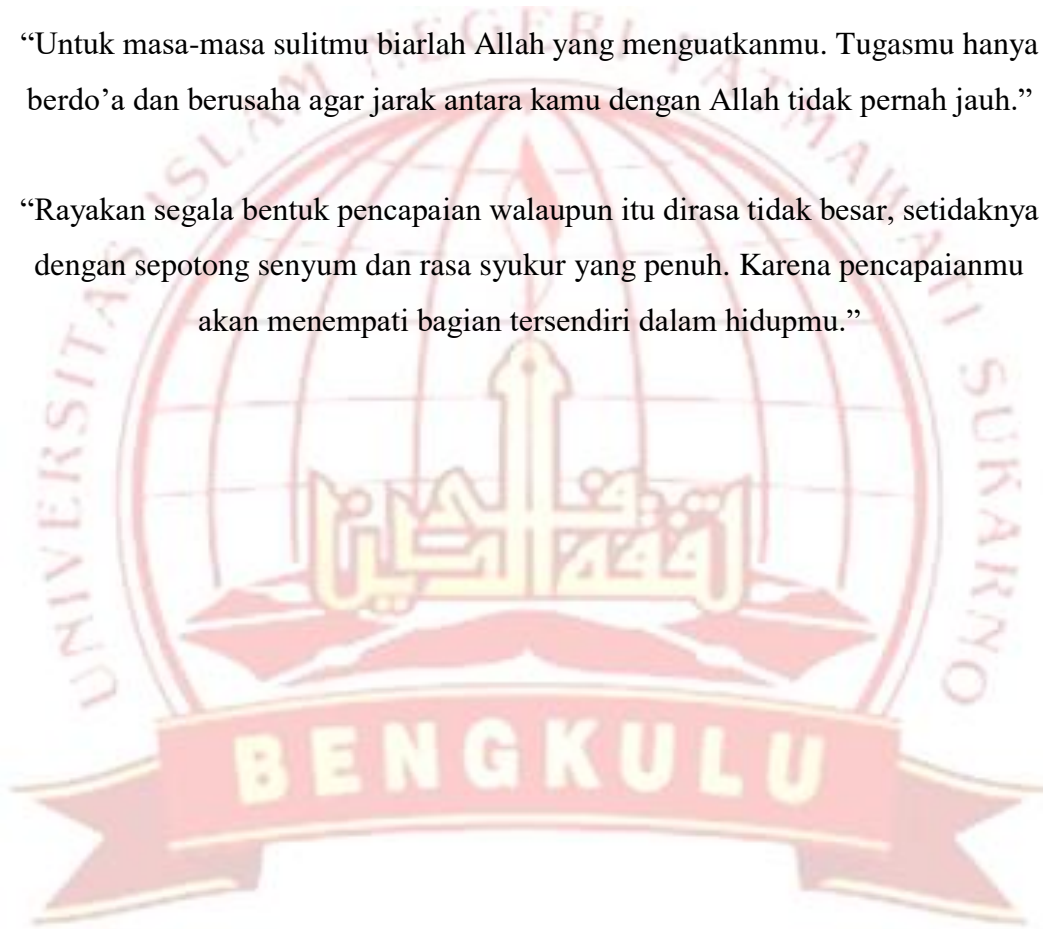 “Untuk masa-masa sulitmu biarlah Allah yang menguatkanmu. Tugasmu hanya
berdo’a dan berusaha agar jarak antara kamu dengan Allah tidak pernah jauh.”
“Rayakan segala bentuk pencapaian walaupun itu dirasa tidak besar, setidaknya
dengan sepotong senyum dan rasa syukur yang penuh. Karena pencapaianmu
akan menempati bagian tersendiri dalam hidupmu.”
UNIVERSITAS ISLAM NEGERI FATMAWATI SUKARNO
BENGKULU